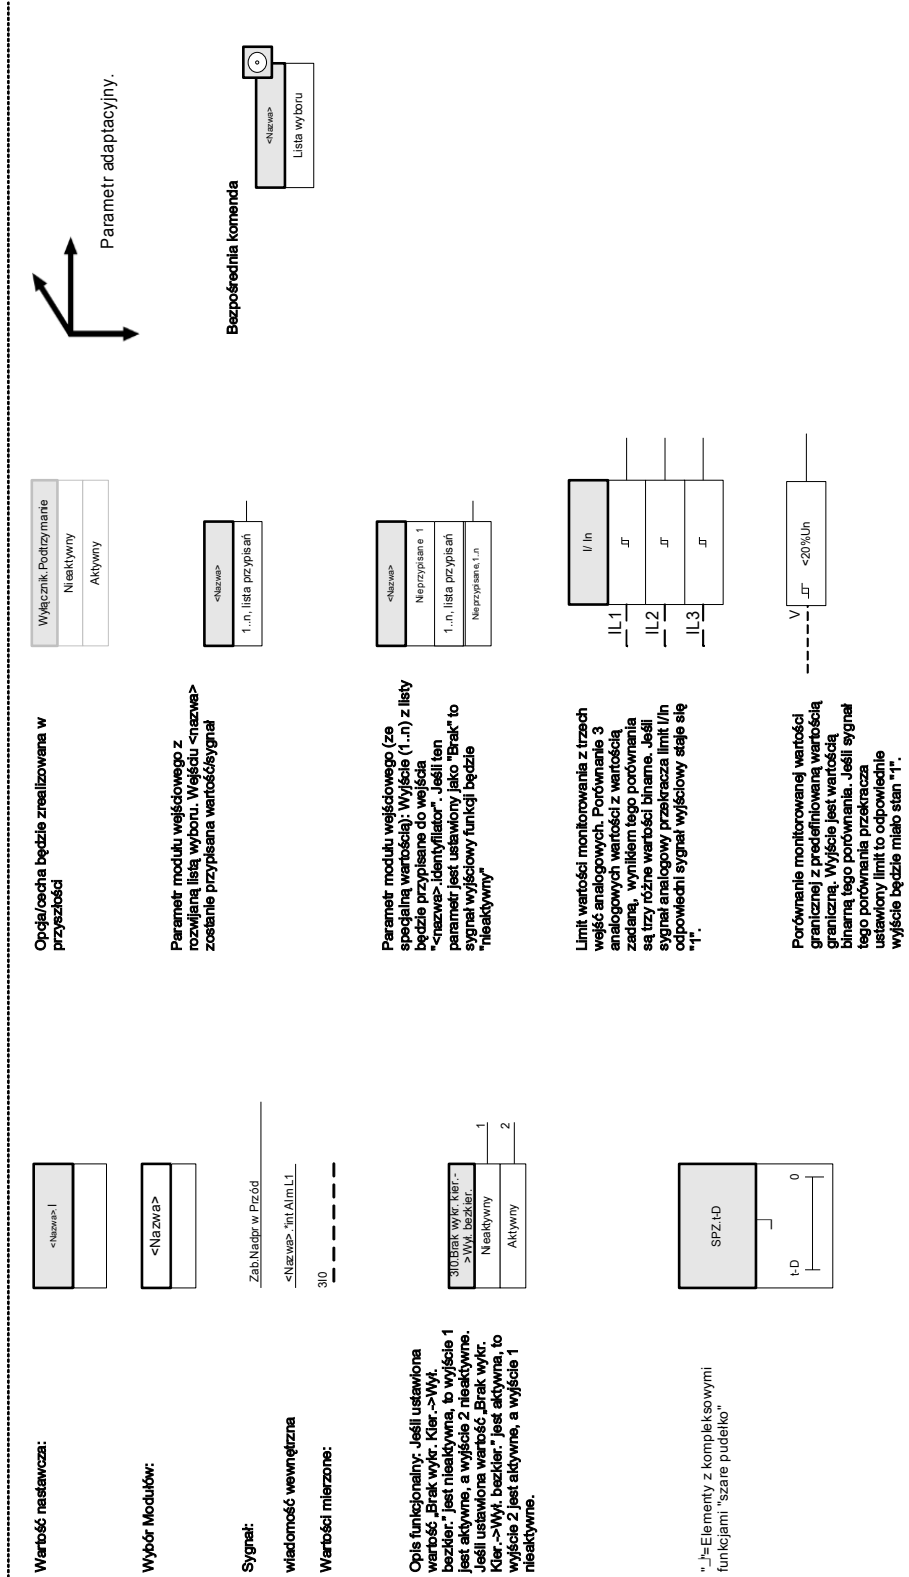 Wartość nastawcza:
<Nazwa>.I
Wybór Modułów:
<Nazwa>
Sygnał:
Zab.Nadpr w Przód
wiadomość wewnętrzna
<Nazwa>.*int Alm L1
Wartości mierzone:
3I0
Opis funkcjonalny: Jeśli ustawiona
wartość „Brak wykr. Kier.->Wył.
bezkier.” jest nieaktywna, to wyjście 1
jest aktywne, a wyjście 2 nieaktywne.
Jeśli ustawiona wartość „Brak wykr.
Kier.->Wył. bezkier.” jest aktywna, to
wyjście 2 jest aktywne, a wyjście 1
nieaktywne.
3I0.Brak wykr. kier.-
>Wył. bezkier.
Nieaktywny
1
Aktywny
2
"_|"=Elementy z kompleksowymi
funkcjami "szare pudełko"
SPZ.t-D
t-D
0
Opcja/cecha będzie zrealizowana w
przyszłości
Wyłącznik.Podtrzymanie
Nieaktywny
Aktywny
Parametr modułu wejściowego z
rozwijaną listą wyboru. Wejściu <nazwa>
zostanie przypisana wartość/sygnał
<Nazwa>
1..n, lista przypisań
Parametr modułu wejściowego (ze
specjalną wartością): Wyjście (1..n) z listy
będzie przypisane do wejścia
"<nazwa>.identyfilator". Jeśli ten
parametr jest ustawiony jako "Brak" to
sygnał wyjściowy funkcji będzie
"nieaktywny"
<Nazwa>
Nieprzypisane 1
1..n, lista przypisań
Nieprzypisane,1..n
Limit wartości monitorowania z trzech
wejść analogowych. Porównanie 3
analogowych wartości z wartością
zadaną, wynikiem tego porównania
są trzy różne wartości binarne. Jeśli
sygnał analogowy przekracza limit I/In
odpowiedni sygnał wyjściowy staje się
"1".
I/ In
IL1
IL2
IL3
Porównanie monitorowanej wartości
granicznej z predefiniowaną wartością
graniczną. Wyjście jest wartością
binarną tego porównania. Jeśli sygnał
tego porównania przekracza
ustawiony limit to odpowiednie
wyjście będzie miało stan "1".
V
<20%Un
Parametr adaptacyjny.
Bezpośrednia komenda
<Nazwa>
Lista wyboru